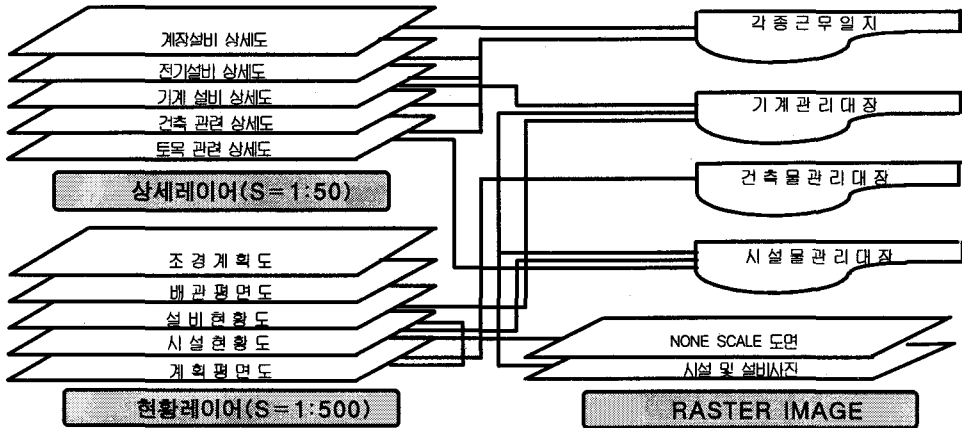 계장설비 상세도
전기설비 상세도
기계 설비 상세도
건축 관련 상세도
토목 관련 상세도
상세레이어(S=1:50)
조경계획도
배관평면도
설비현황도
시설현황도
계획평면도
현황레이어(S=1:500)
각종근무일지
기계관리대장
건축물관리대장
시설물관리대장
NONE SCALE 도면
시설 및 설비사진
RASTER IMAGE